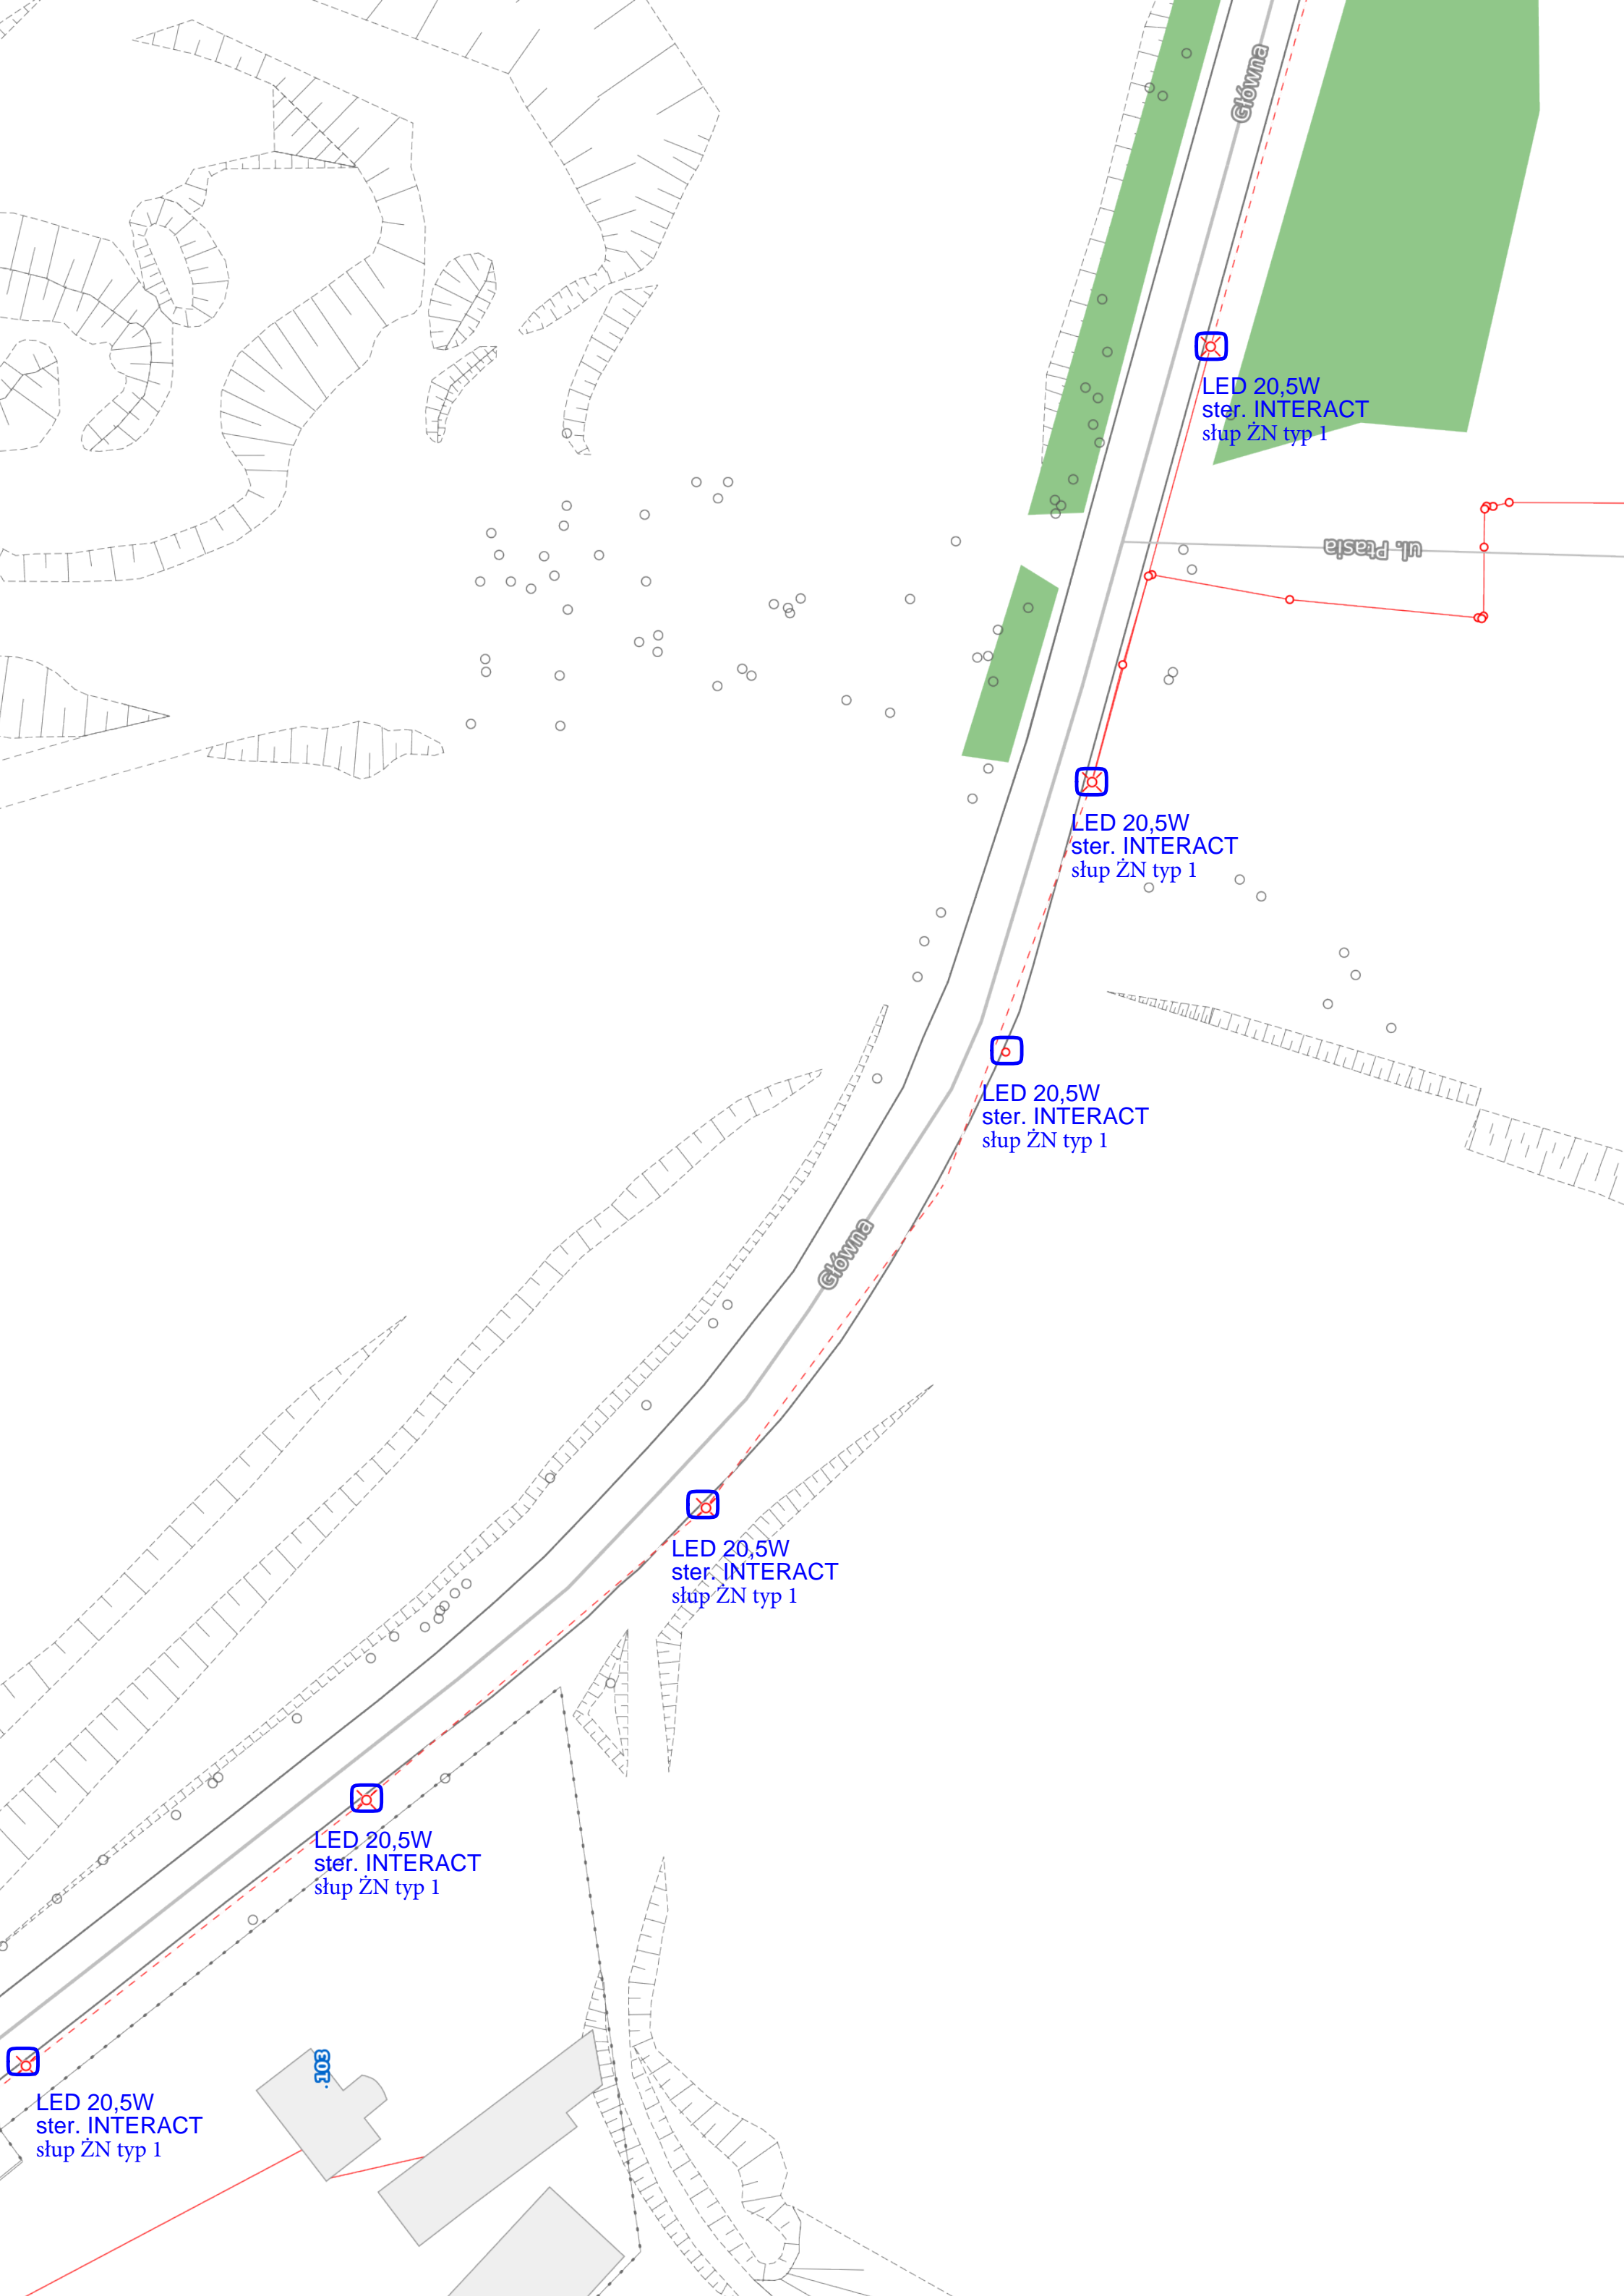 Główna
LED 20,5W
ster. INTERACT
słup ŻN typ 1
ul. Ptasia
LED 20,5W
ster. INTERACT
słup ŻN typ 1
LED 20,5W
ster. INTERACT
słup ŻN typ 1
Główna
LED 20,5W
ster. INTERACT
słup ŻN typ 1
LED 20,5W
ster. INTERACT
słup ŻN typ 1
.103
LED 20,5W
ster. INTERACT
słup ŻN typ 1